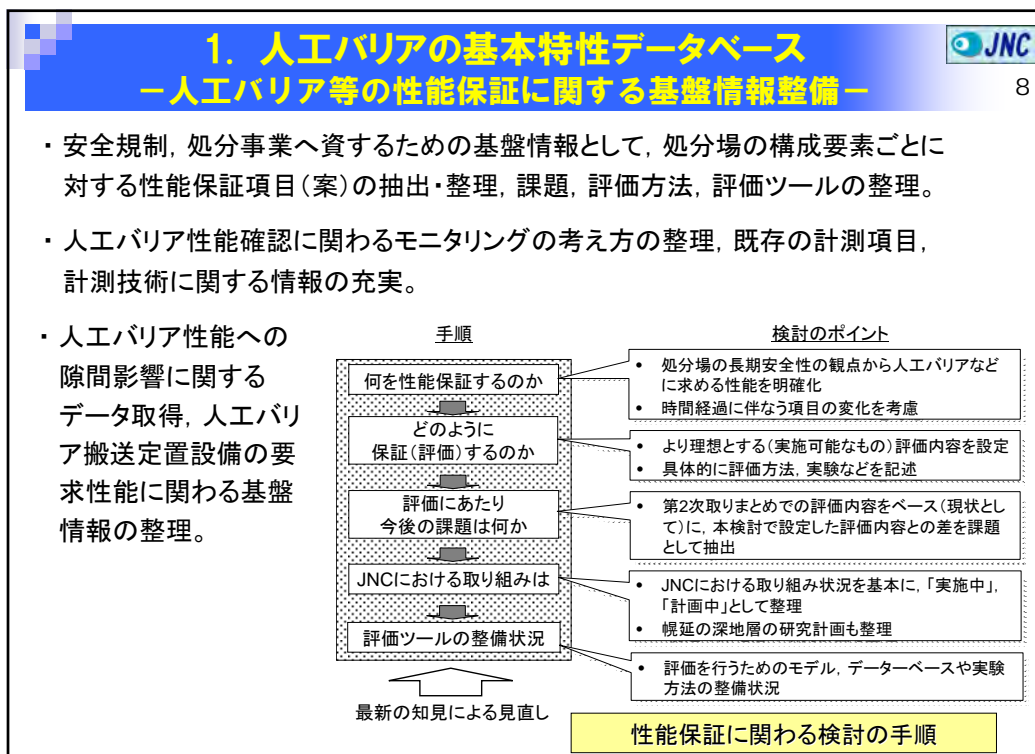 1. 人工バリアの基本特性データベース
－人工バリア等の性能保証に関する基盤情報整備－
JNC
8
・ 安全規制，処分事業へ資するための基盤情報として，処分場の構成要素ごとに
対する性能保証項目（案）の抽出・整理，課題，評価方法，評価ツールの整理。
・ 人工バリア性能確認に関わるモニタリングの考え方の整理，既存の計測項目，
計測技術に関する情報の充実。
・ 人工バリア性能への
隙間影響に関する
データ取得，人工バリ
ア搬送定置設備の要
求性能に関わる基盤
情報の整理。
手順
何を性能保証するのか
どのように
保証（評価）するのか
評価にあたり
今後の課題は何か
JNCにおける取り組みは
評価ツールの整備状況
最新の知見による見直し
検討のポイント
• 処分場の長期安全性の観点から人工バリアなど
に求める性能を明確化
• 時間経過に伴なう項目の変化を考慮
• より理想とする（実施可能なもの）評価内容を設定
• 具体的に評価方法，実験などを記述
• 第2次取りまとめでの評価内容をベース（現状とし
て）に，本検討で設定した評価内容との差を課題
として抽出
• JNCにおける取り組み状況を基本に，「実施中」，
「計画中」として整理
• 幌延の深地層の研究計画も整理
• 評価を行うためのモデル，データーベースや実験
方法の整備状況
性能保証に関わる検討の手順